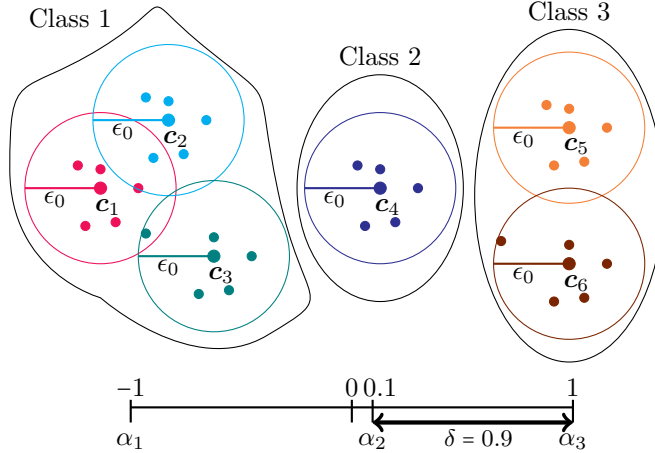 Class 1
Class 2
Class 3
ϵ₀
c₂
ϵ₀
c₅
ϵ₀
c₁
ϵ₀
c₄
ϵ₀
c₃
ϵ₀
c₆
−1
0
0.1
1
α₁
α₂
δ = 0.9
α₃